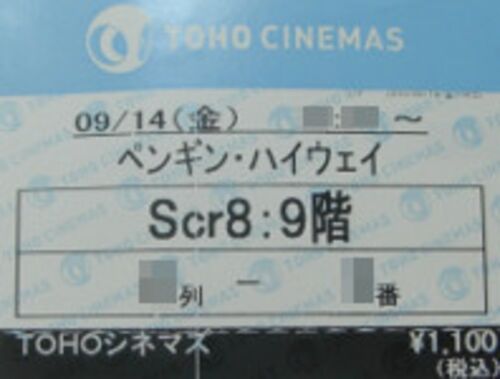 TOHO CINEMAS
09/14(金) : ～
ペンギン・ハイウェイ
Scr8:9階
列 － 番
TOHOシネマズ ¥1,100
(税込)